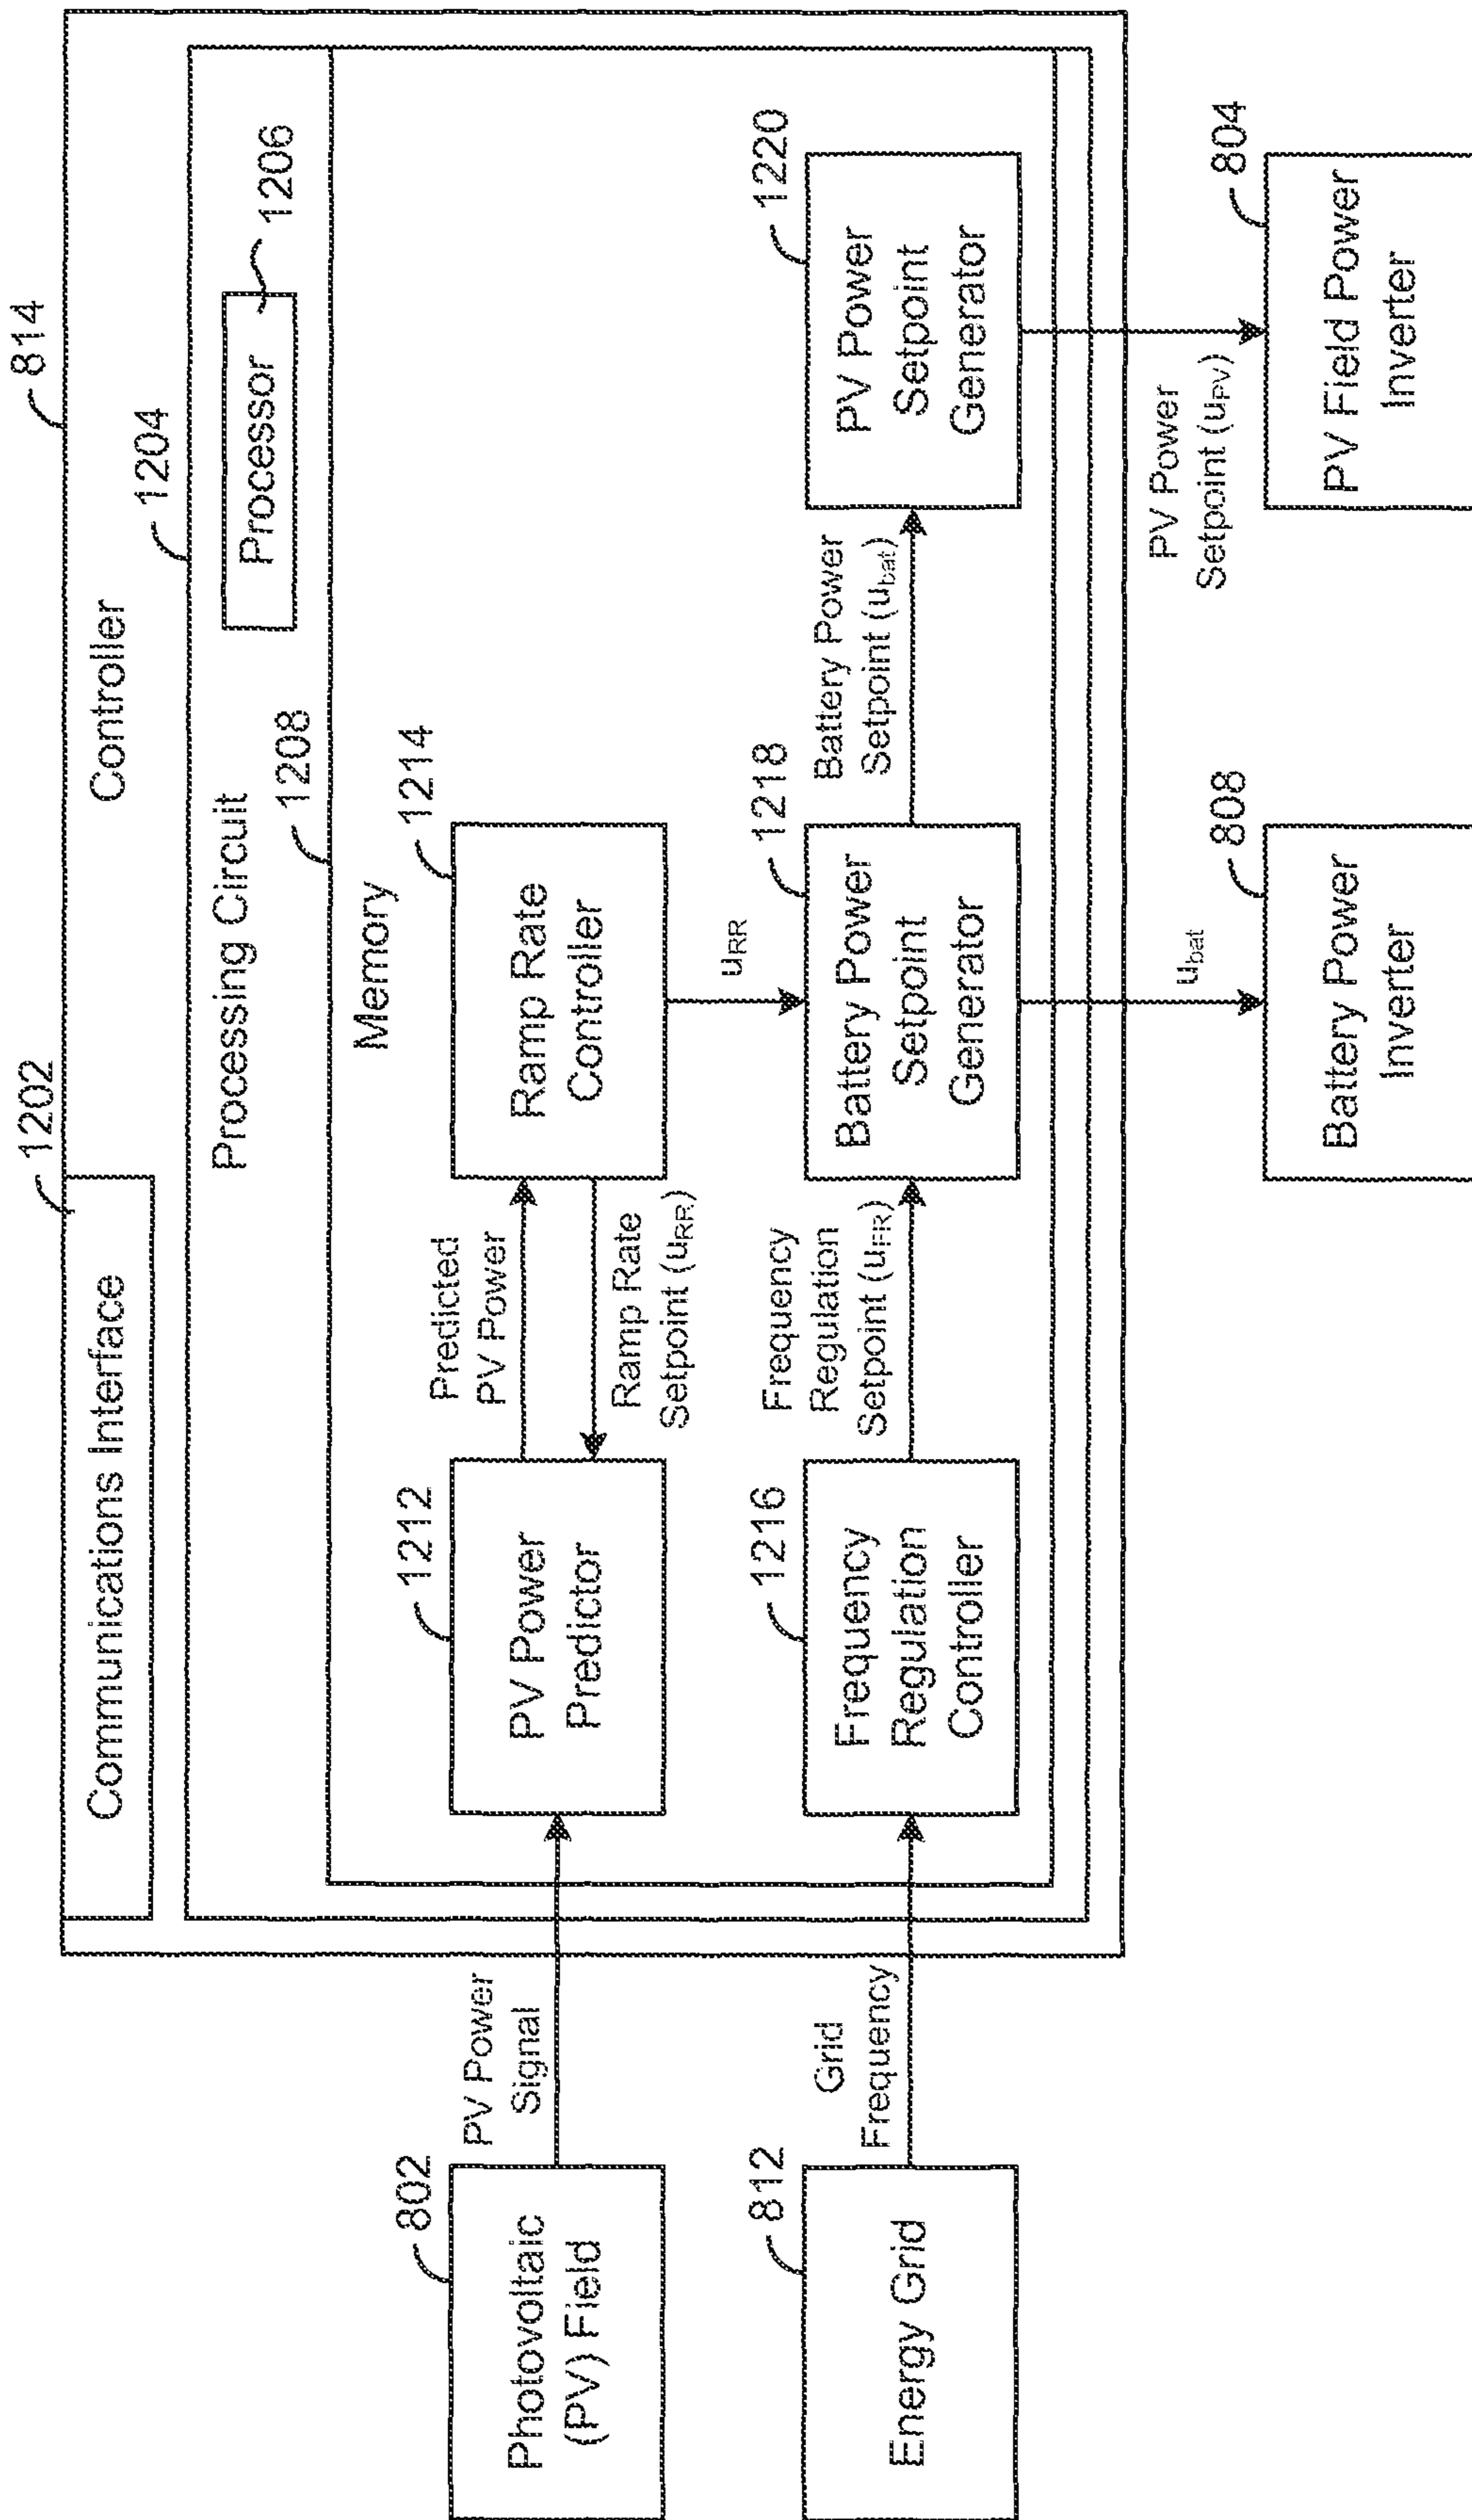 814
Controller
1202
Communications Interface
1204
Processing Circuit
1206
Processor
1208
Memory
802
Photovoltaic
(PV) Field
PV Power
Signal
1212
PV Power
Predictor
Predicted
PV Power
Ramp Rate
Setpoint (uRR)
1214
Ramp Rate
Controller
uRR
812
Energy Grid
Grid
Frequency
1216
Frequency
Regulation
Controller
Frequency
Regulation
Setpoint (uFR)
1218
Battery Power
Setpoint
Generator
Battery Power
Setpoint (ubat)
1220
PV Power
Setpoint
Generator
ubat
PV Power
Setpoint (uPV)
808
Battery Power
Inverter
804
PV Field Power
Inverter